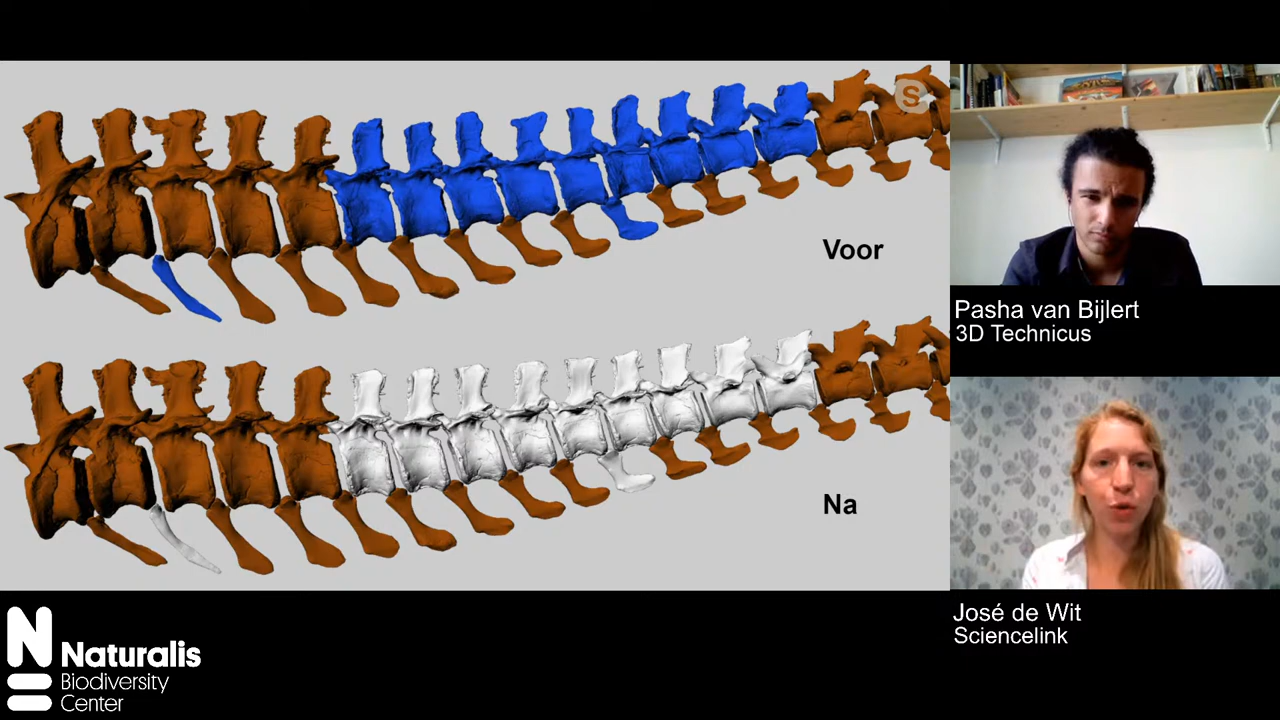 S
Voor
Na
Pasha van Bijlert
3D Technicus
José de Wit
Sciencelink
N
Naturalis
Biodiversity
Center